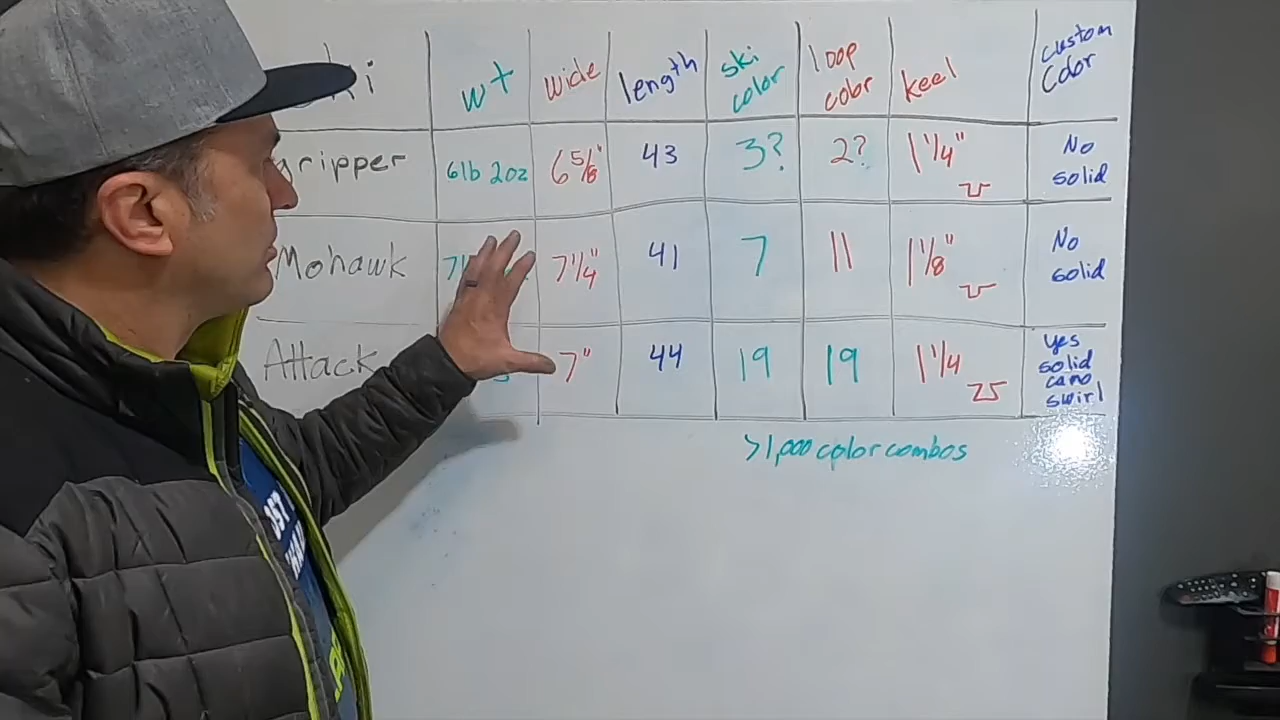 ski wt wide length ski color loop color keel custom Color
gripper 6lb 2oz 6 5/8" 43 3? 2? 1 1/4" No solid
Mohawk 7 1/4" 41 7 11 1 1/8" No solid
Attack 7" 44 19 19 1 1/4 yes solid camo swirl
>1,000 color combos